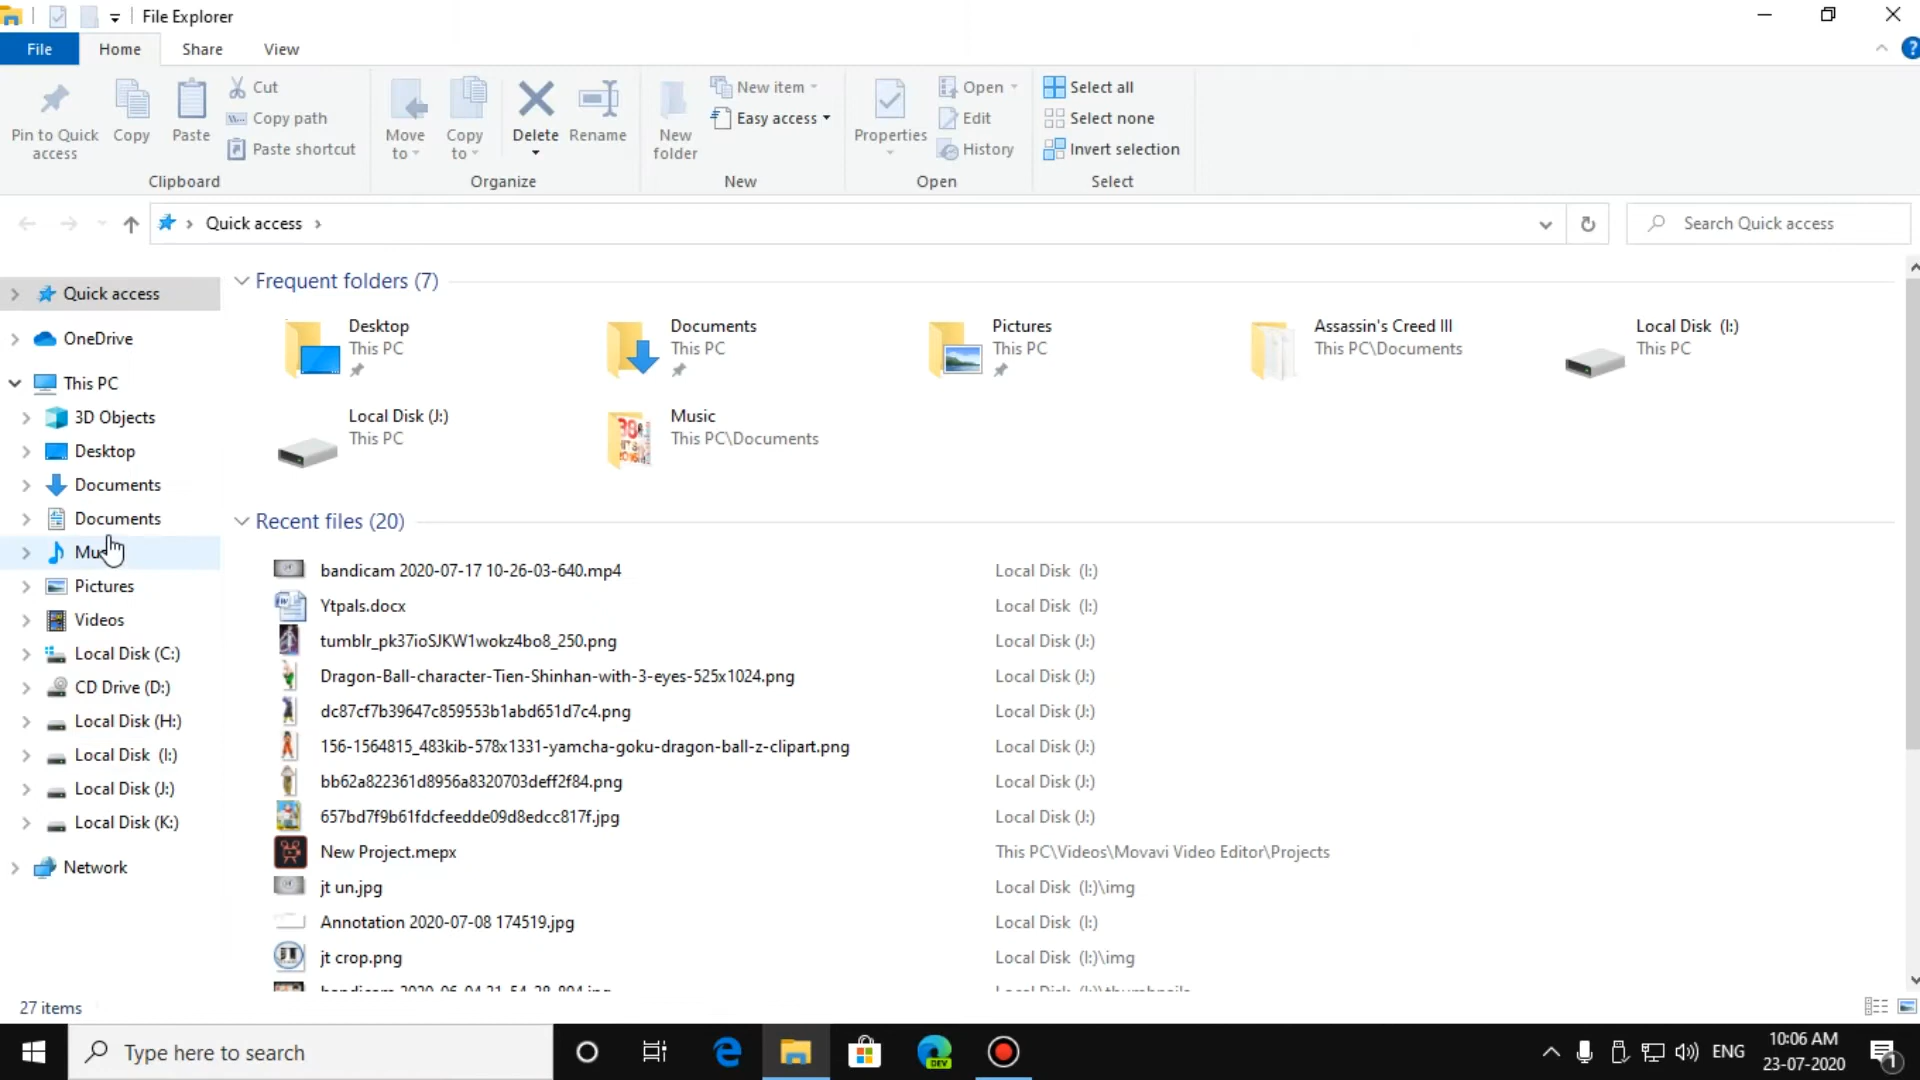 File Explorer
File Home Share View
Pin to Quick access
Copy
Paste
Cut
Copy path
Paste shortcut
Clipboard
Move to
Copy to
Delete
Rename
Organize
New folder
New item
Easy access
New
Properties
Open
Edit
History
Open
Select all
Select none
Invert selection
Select
Quick access
Search Quick access
Quick access
OneDrive
This PC
3D Objects
Desktop
Documents
Documents
Mu
Pictures
Videos
Local Disk (C:)
CD Drive (D:)
Local Disk (H:)
Local Disk (I:)
Local Disk (J:)
Local Disk (K:)
Network
Frequent folders (7)
Desktop
This PC
Documents
This PC
Pictures
This PC
Assassin's Creed III
This PC\Documents
Local Disk (I:)
This PC
Local Disk (J:)
This PC
Music
This PC\Documents
Recent files (20)
bandicam 2020-07-17 10-26-03-640.mp4 Local Disk (I:)
Ytpals.docx Local Disk (I:)
tumblr_pk37ioSJKW1wokz4bo8_250.png Local Disk (J:)
Dragon-Ball-character-Tien-Shinhan-with-3-eyes-525x1024.png Local Disk (J:)
dc87cf7b39647c859553b1abd651d7c4.png Local Disk (J:)
156-1564815_483kib-578x1331-yamcha-goku-dragon-ball-z-clipart.png Local Disk (J:)
bb62a822361d8956a8320703deff2f84.png Local Disk (J:)
657bd7f9b61fdcfeedde09d8edcc817f.jpg Local Disk (J:)
New Project.mepx This PC\Videos\Movavi Video Editor\Projects
jt un.jpg Local Disk (I:)\img
Annotation 2020-07-08 174519.jpg Local Disk (I:)
jt crop.png Local Disk (I:)\img
27 items
Type here to search
DEV
ENG
10:06 AM
23-07-2020
1